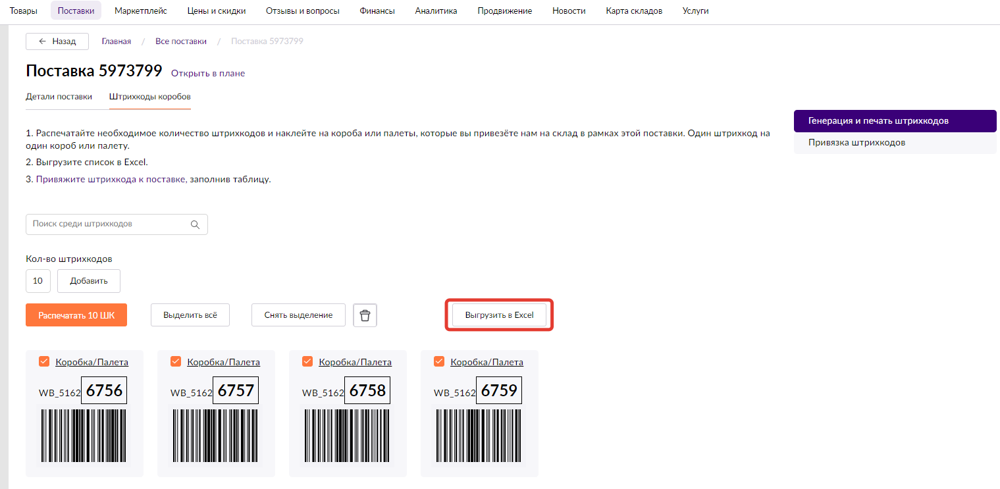 Товары Поставки Маркетплейс Цены и скидки Отзывы и вопросы Финансы Аналитика Продвижение Новости Карта складов Услуги
← Назад Главная / Все поставки / Поставка 5973799
Поставка 5973799 Открыть в плане
Детали поставки Штрихкоды коробов
Генерация и печать штрихкодов
Привязка штрихкодов
1. Распечатайте необходимое количество штрихкодов и наклейте на короба или палеты, которые вы привезёте нам на склад в рамках этой поставки. Один штрихкод на
один короб или палету.
2. Выгрузите список в Excel.
3. Привяжите штрихкода к поставке, заполнив таблицу.
Поиск среди штрихкодов
Кол-во штрихкодов
10 Добавить
Распечатать 10 ШК Выделить всё Снять выделение Выгрузить в Excel
Коробка/Палета Коробка/Палета Коробка/Палета Коробка/Палета
WB_5162 6756 WB_5162 6757 WB_5162 6758 WB_5162 6759